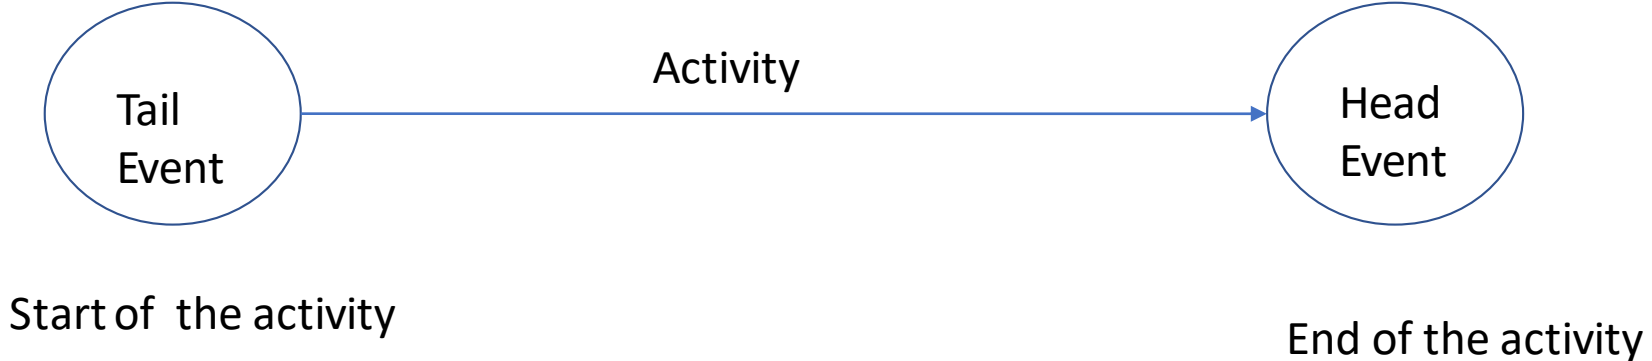 Activity
Tail
Event
Head
Event
Start of the activity
End of the activity